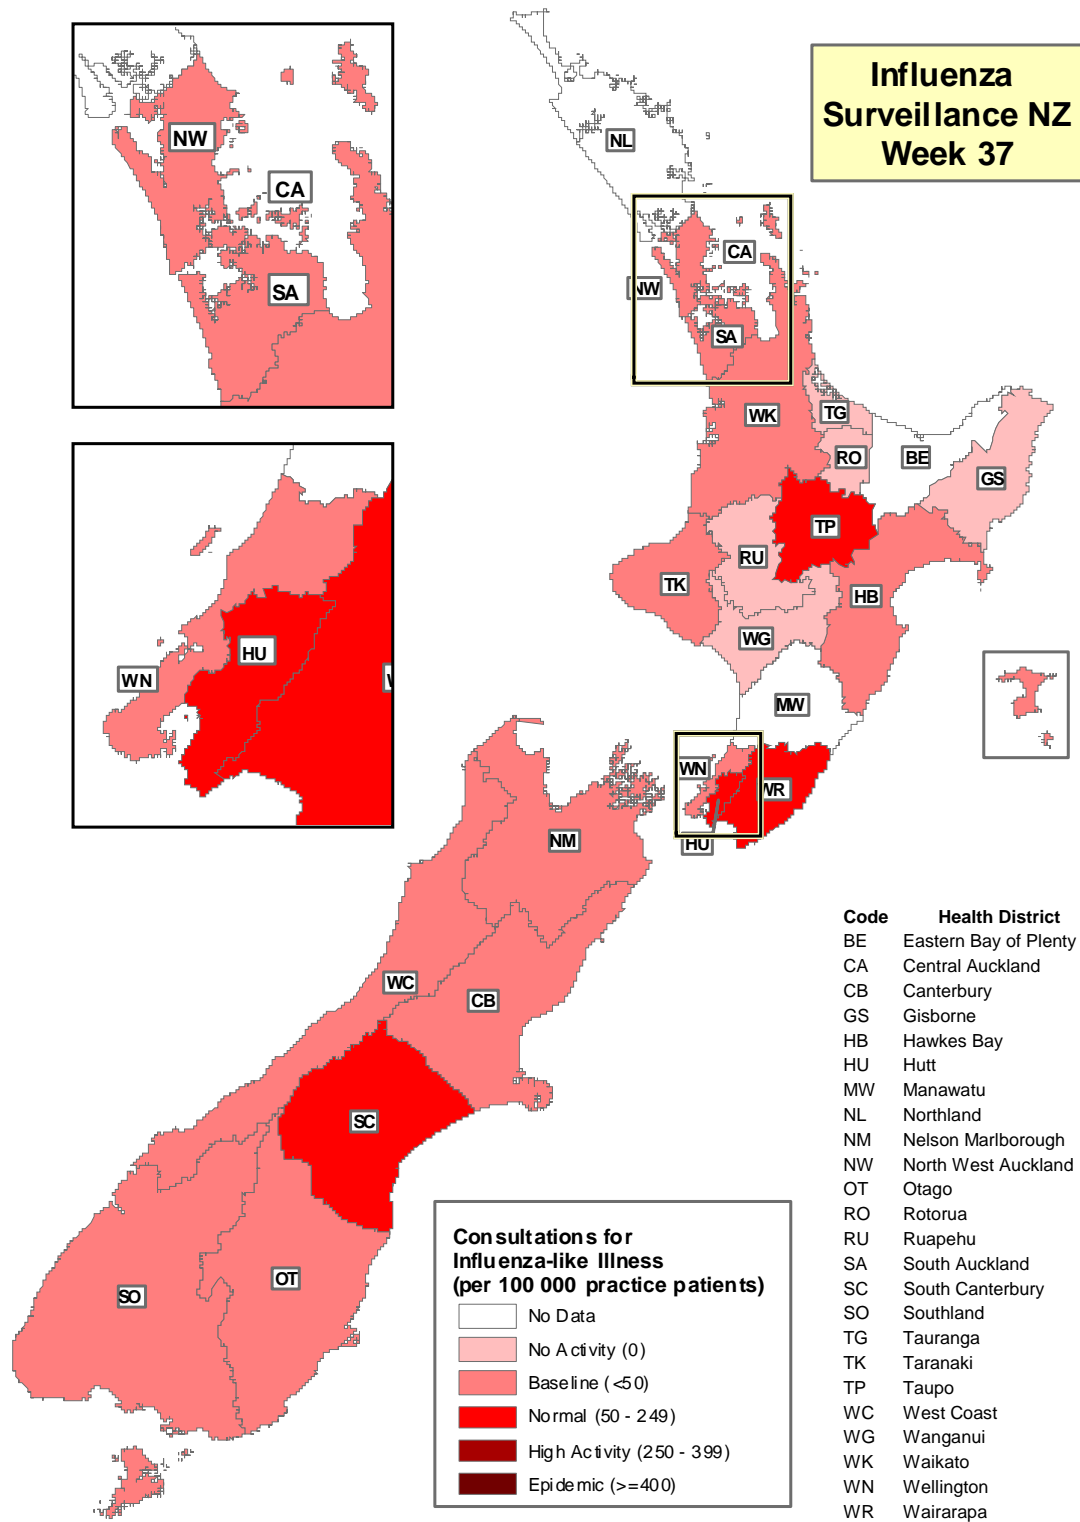 Influenza
Surveillance NZ
Week 37
NW
CA
SA
NL
CA
NW
SA
WK
TG
RO
BE
GS
TP
RU
TK
HB
WG
MW
HU
WN
W
WN
WR
HU
NM
WC
CB
SC
OT
SO
Consultations for
Influenza-like Illness
(per 100 000 practice patients)
No Data
No Activity (0)
Baseline (<50)
Normal (50 - 249)
High Activity (250 - 399)
Epidemic (>=400)
Code Health District
BE Eastern Bay of Plenty
CA Central Auckland
CB Canterbury
GS Gisborne
HB Hawkes Bay
HU Hutt
MW Manawatu
NL Northland
NM Nelson Marlborough
NW North West Auckland
OT Otago
RO Rotorua
RU Ruapehu
SA South Auckland
SC South Canterbury
SO Southland
TG Tauranga
TK Taranaki
TP Taupo
WC West Coast
WG Wanganui
WK Waikato
WN Wellington
WR Wairarapa